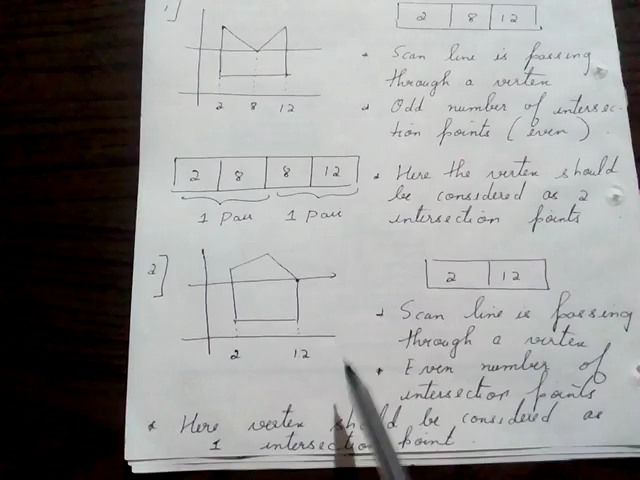 1]
2 8 12
Scan line is passing
through a vertex
2 8 12
Odd number of intersec-
tion points (even).
2 8 8 12
1 pair 1 pair
Here the vertex should
be considered as 2
intersection points
2]
2 12
Scan line is passing
through a vertex
2 12
Even number of
intersection points
Here vertex should be considered as
1 intersection point.